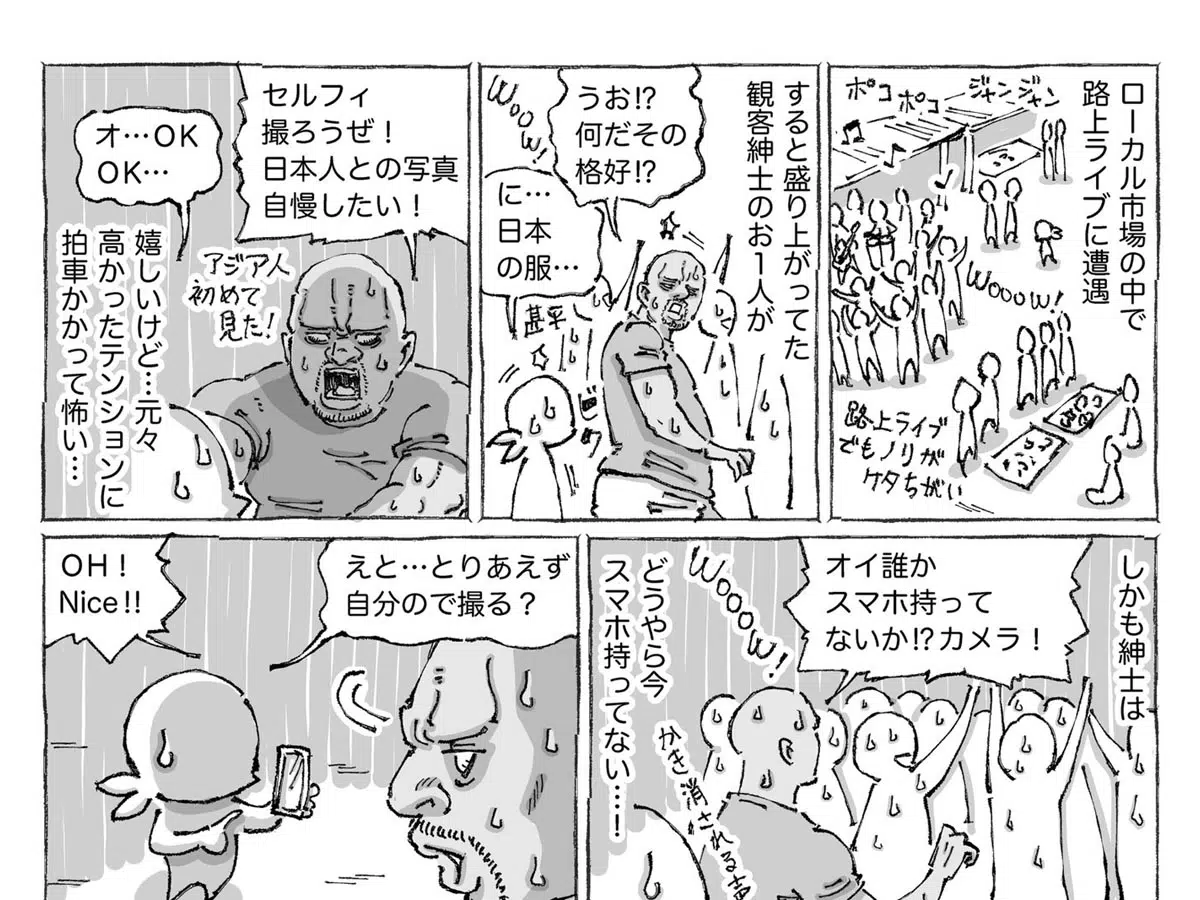 ローカル市場の中で
路上ライブに遭遇
ポコ ポコ
ジャンジャン
Wooow!
路上ライブ
でもノリが
ケタちがい
すると盛り上がってた
観客紳士のお1人が
Wooow!
うお!?
何だその
格好!?
に…
日本
の服…
甚平
ビクッ
セルフィ
撮ろうぜ！
日本人との写真
自慢したい！
オ…OK
OK…
アジア人
初めて
見た!
嬉しいけど…元々
高かったテンションに
拍車かかって怖い…
しかも紳士は
オイ誰か
スマホ持って
ないか!?カメラ！
Wooow!
どうやら今
スマホ持ってない……!
かき消される声
えと…とりあえず
自分ので撮る？
OH！
Nice!!